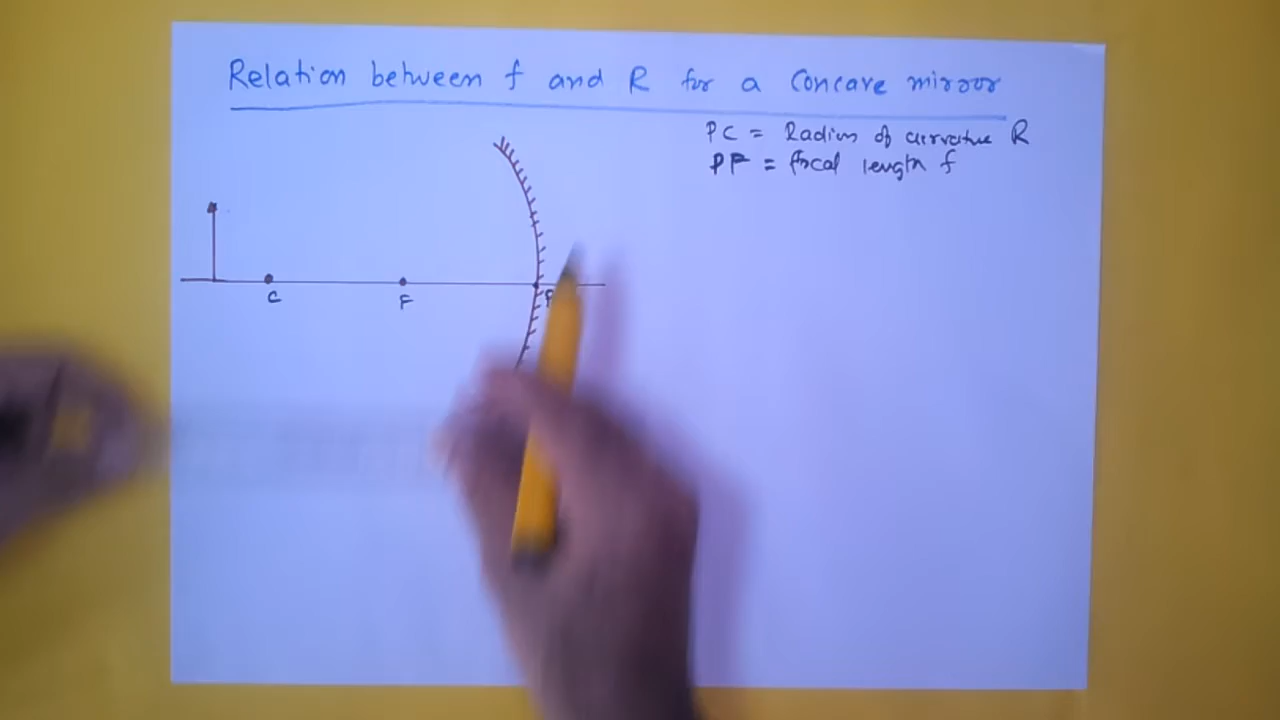 Relation between f and R for a Concave mirror
PC = Radius of curvature R
PF = focal length f
C
F
P